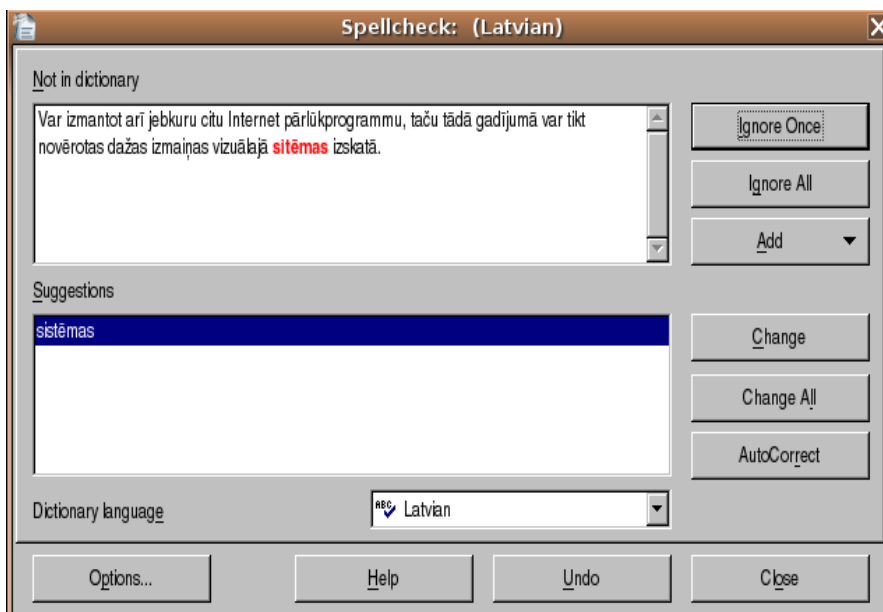 Spellcheck: (Latvian)
Not in dictionary
Var izmantot arī jebkuru citu Internet pārlūkprogrammu, taču tādā gadījumā var tikt
novērotas dažas izmaiņas vizuālajā sitēmas izskatā.
Ignore Once
Ignore All
Add
Suggestions
sistēmas
Change
Change All
AutoCorrect
Dictionary language
ABC Latvian
Options...
Help
Undo
Close